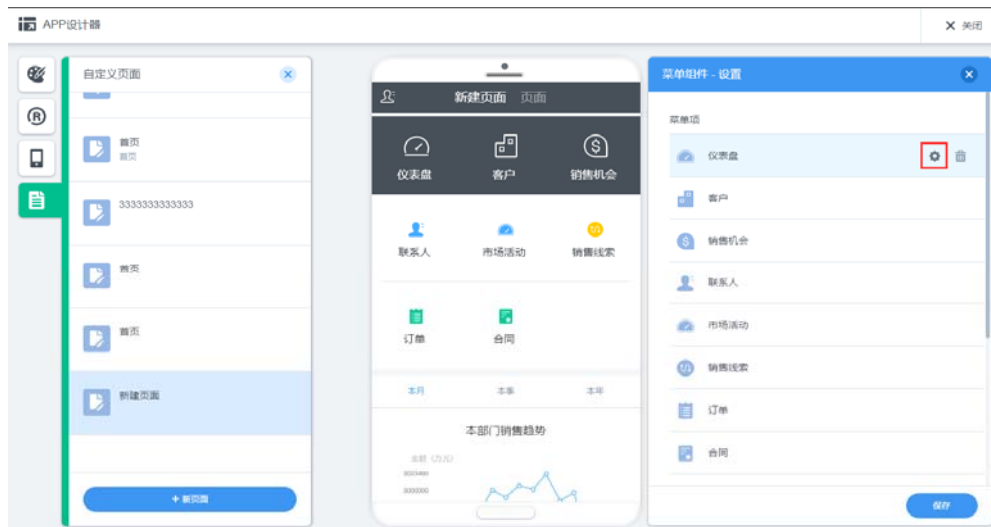 APP设计器
关闭
自定义页面
首页
首页
3333333333333
首页
首页
新建页面
+ 新页面
新建页面 页面
仪表盘 客户 销售机会
联系人 市场活动 销售线索
订单 合同
本月 本季 本年
本部门销售趋势
金额（万元）
3000000
菜单组件 - 设置
菜单项
仪表盘
客户
销售机会
联系人
市场活动
销售线索
订单
合同
保存